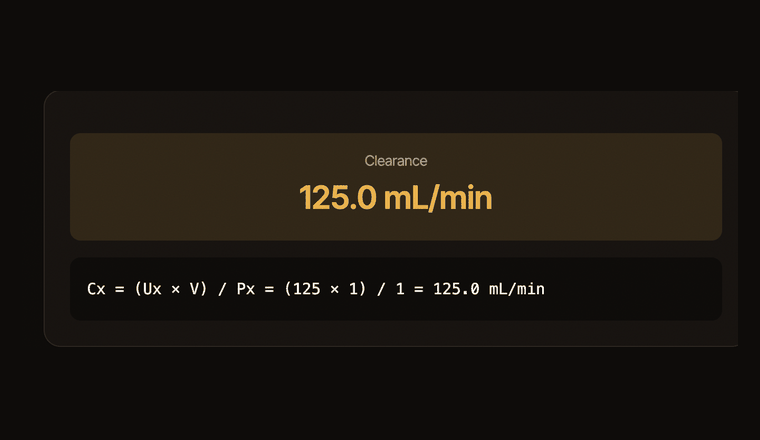 Clearance
125.0 mL/min
Cx = (Ux × V) / Px = (125 × 1) / 1 = 125.0 mL/min